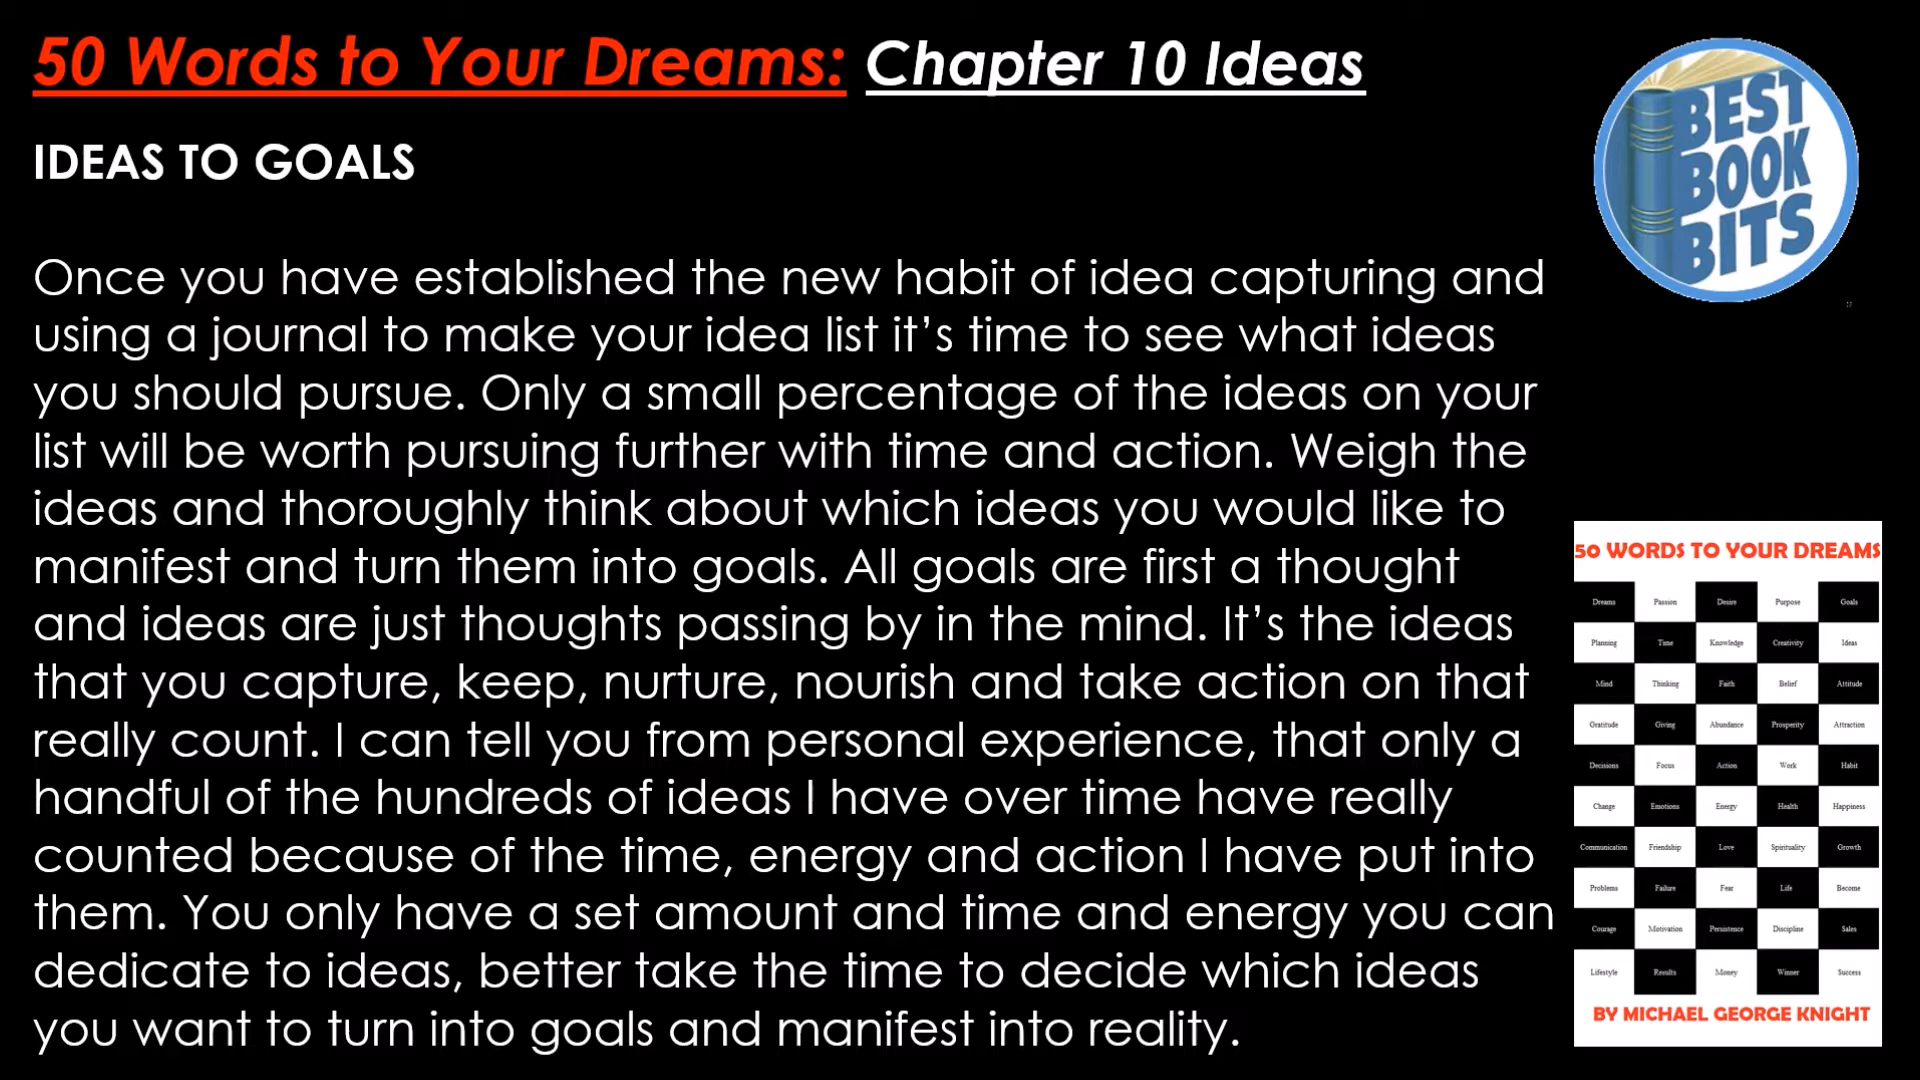 50 Words to Your Dreams: Chapter 10 Ideas
IDEAS TO GOALS
Once you have established the new habit of idea capturing and
using a journal to make your idea list it’s time to see what ideas
you should pursue. Only a small percentage of the ideas on your
list will be worth pursuing further with time and action. Weigh the
ideas and thoroughly think about which ideas you would like to
manifest and turn them into goals. All goals are first a thought
and ideas are just thoughts passing by in the mind. It’s the ideas
that you capture, keep, nurture, nourish and take action on that
really count. I can tell you from personal experience, that only a
handful of the hundreds of ideas I have over time have really
counted because of the time, energy and action I have put into
them. You only have a set amount and time and energy you can
dedicate to ideas, better take the time to decide which ideas
you want to turn into goals and manifest into reality.
BEST
BOOK
BITS
50 WORDS TO YOUR DREAMS
Dreams Passion Desire Purpose Goals
Planning Time Knowledge Creativity Ideas
Mind Thinking Faith Belief Attitude
Gratitude Giving Abundance Prosperity Attraction
Decisions Focus Action Work Habit
Change Emotions Energy Health Happiness
Communication Friendship Love Spirituality Growth
Problems Failure Fear Life Become
Courage Motivation Persistence Discipline Sales
Lifestyle Results Money Winner Success
BY MICHAEL GEORGE KNIGHT